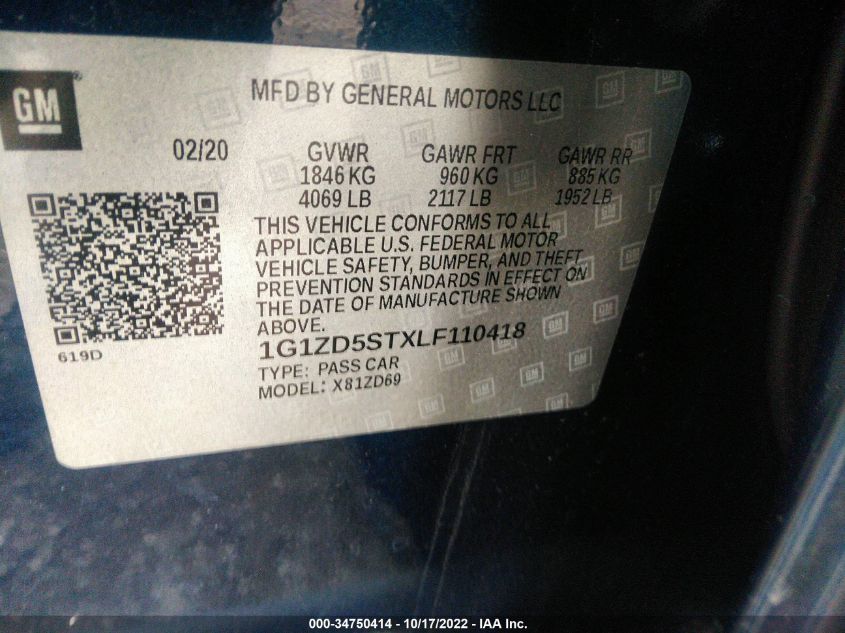 GM
MFD BY GENERAL MOTORS LLC
02/20
GVWR GAWR FRT GAWR RR
1846 KG 960 KG 885 KG
4069 LB 2117 LB 1952 LB
THIS VEHICLE CONFORMS TO ALL
APPLICABLE U.S. FEDERAL MOTOR
VEHICLE SAFETY, BUMPER, AND THEFT
PREVENTION STANDARDS IN EFFECT ON
THE DATE OF MANUFACTURE SHOWN
ABOVE.
619D
1G1ZD5STXLF110418
TYPE: PASS CAR
MODEL: X81ZD69
000-34750414 - 10/17/2022 - IAA Inc.